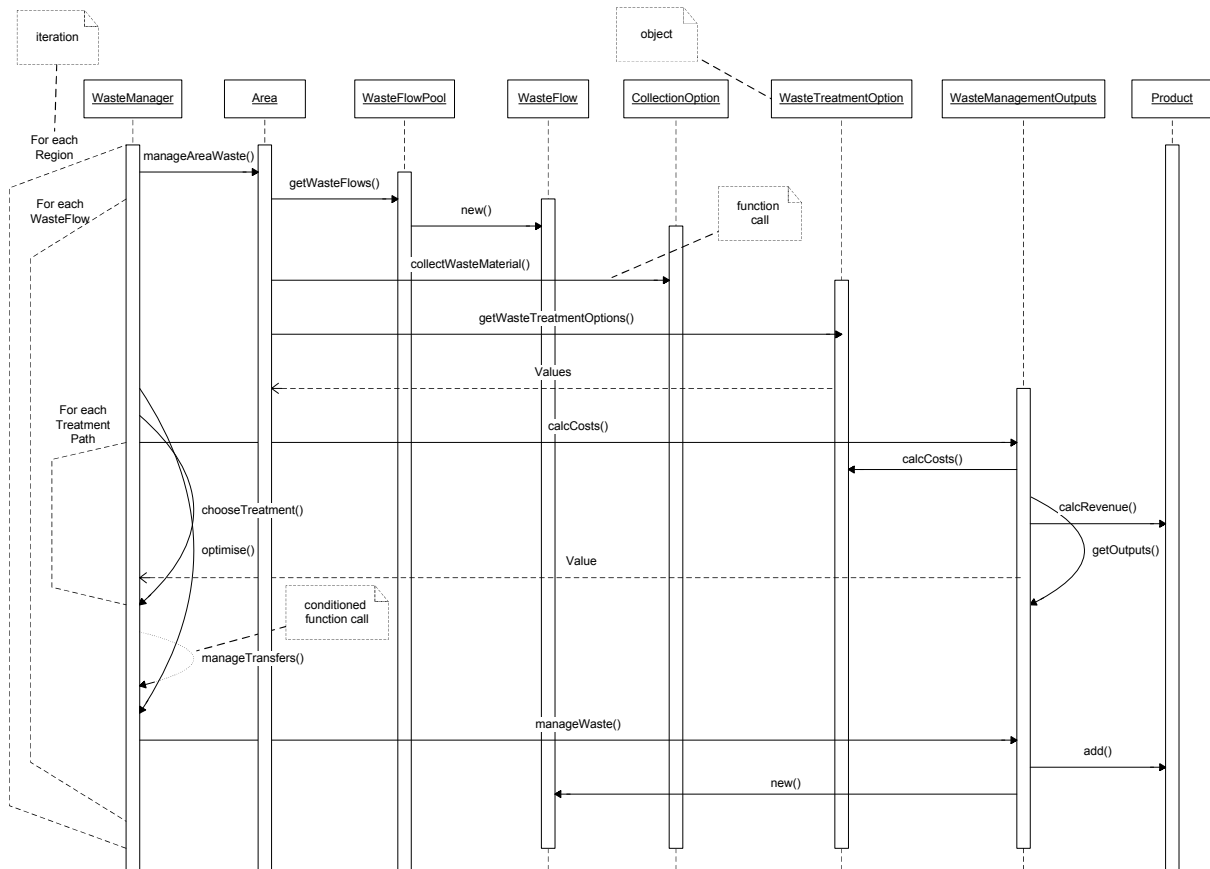 iteration
object
WasteManager
Area
WasteFlowPool
WasteFlow
CollectionOption
WasteTreatmentOption
WasteManagementOutputs
Product
For each
Region
manageAreaWaste()
getWasteFlows()
For each
WasteFlow
new()
function
call
collectWasteMaterial()
getWasteTreatmentOptions()
Values
For each
Treatment
Path
calcCosts()
calcCosts()
chooseTreatment()
calcRevenue()
optimise()
getOutputs()
Value
conditioned
function call
manageTransfers()
manageWaste()
add()
new()